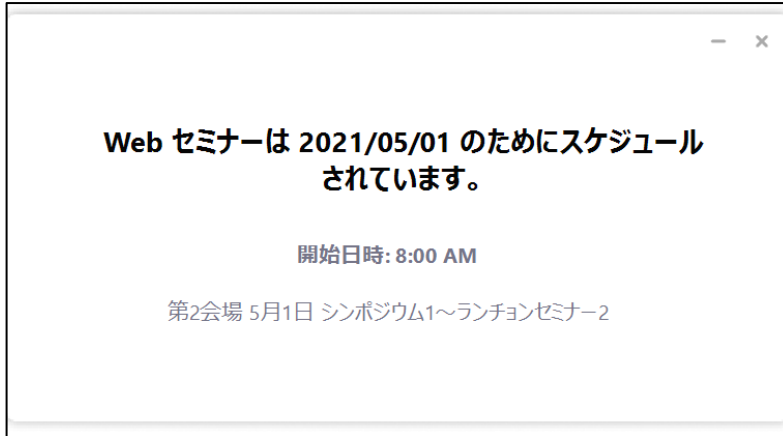 Web セミナーは 2021/05/01 のためにスケジュール
されています。
開始日時: 8:00 AM
第2会場 5月1日 シンポジウム1～ランチョンセミナー2